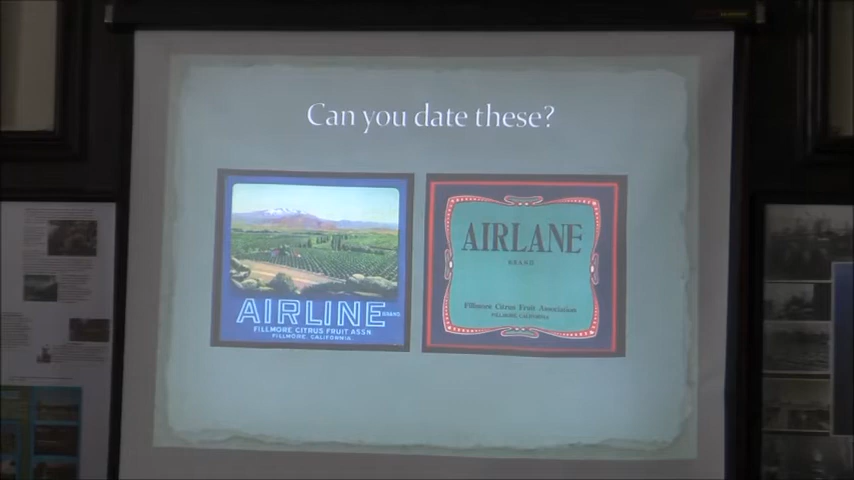 Can you date these?
AIRLINE BRAND
FILLMORE CITRUS FRUIT ASSN.
FILLMORE, CALIFORNIA.
AIRLANE
BRAND
Fillmore Citrus Fruit Association
FILLMORE, CALIFORNIA